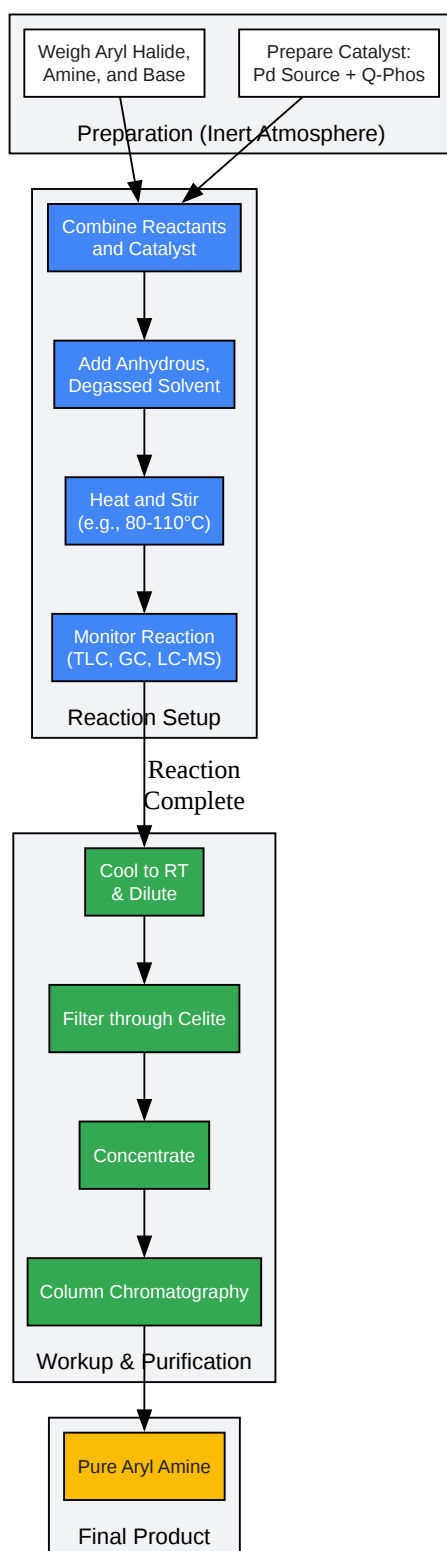 Weigh Aryl Halide,
Amine, and Base
Prepare Catalyst:
Pd Source + Q-Phos
Preparation (Inert Atmosphere)
Combine Reactants
and Catalyst
Add Anhydrous,
Degassed Solvent
Heat and Stir
(e.g., 80-110°C)
Monitor Reaction
(TLC, GC, LC-MS)
Reaction Setup
Reaction
Complete
Cool to RT
& Dilute
Filter through Celite
Concentrate
Column Chromatography
Workup & Purification
Pure Aryl Amine
Final Product